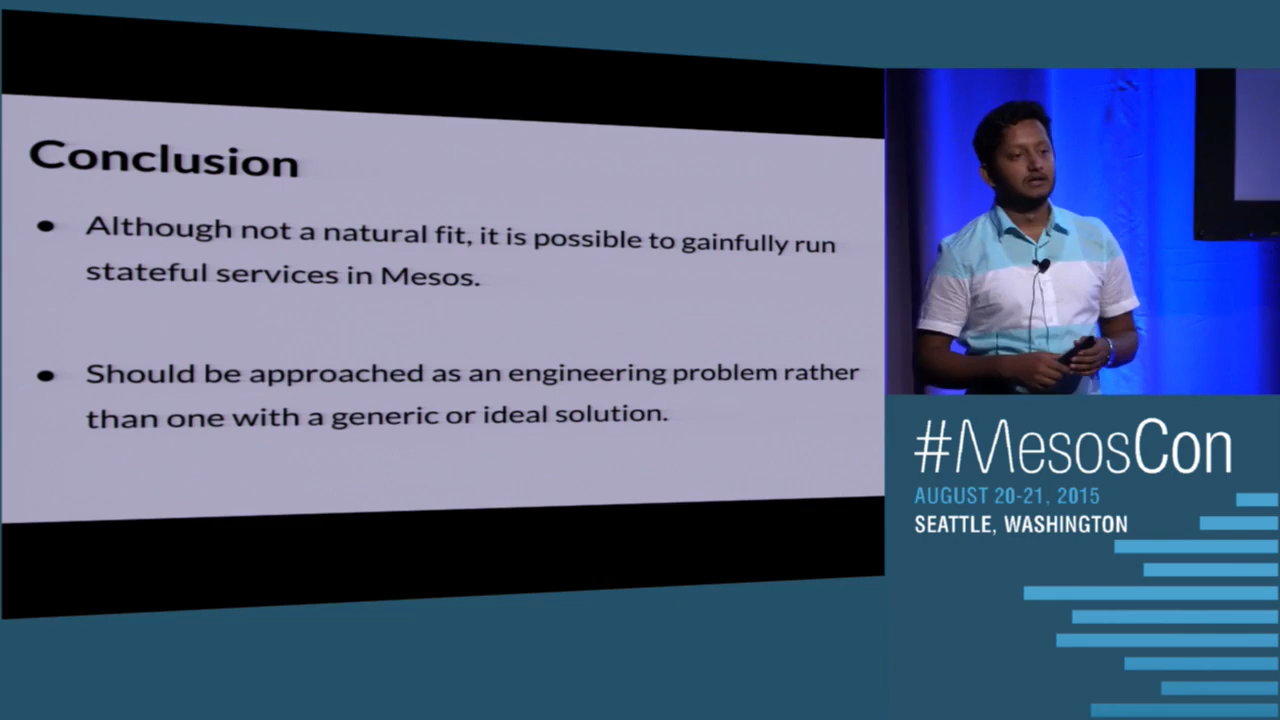 Conclusion
● Although not a natural fit, it is possible to gainfully run
stateful services in Mesos.
● Should be approached as an engineering problem rather
than one with a generic or ideal solution.
#MesosCon
AUGUST 20-21, 2015
SEATTLE, WASHINGTON